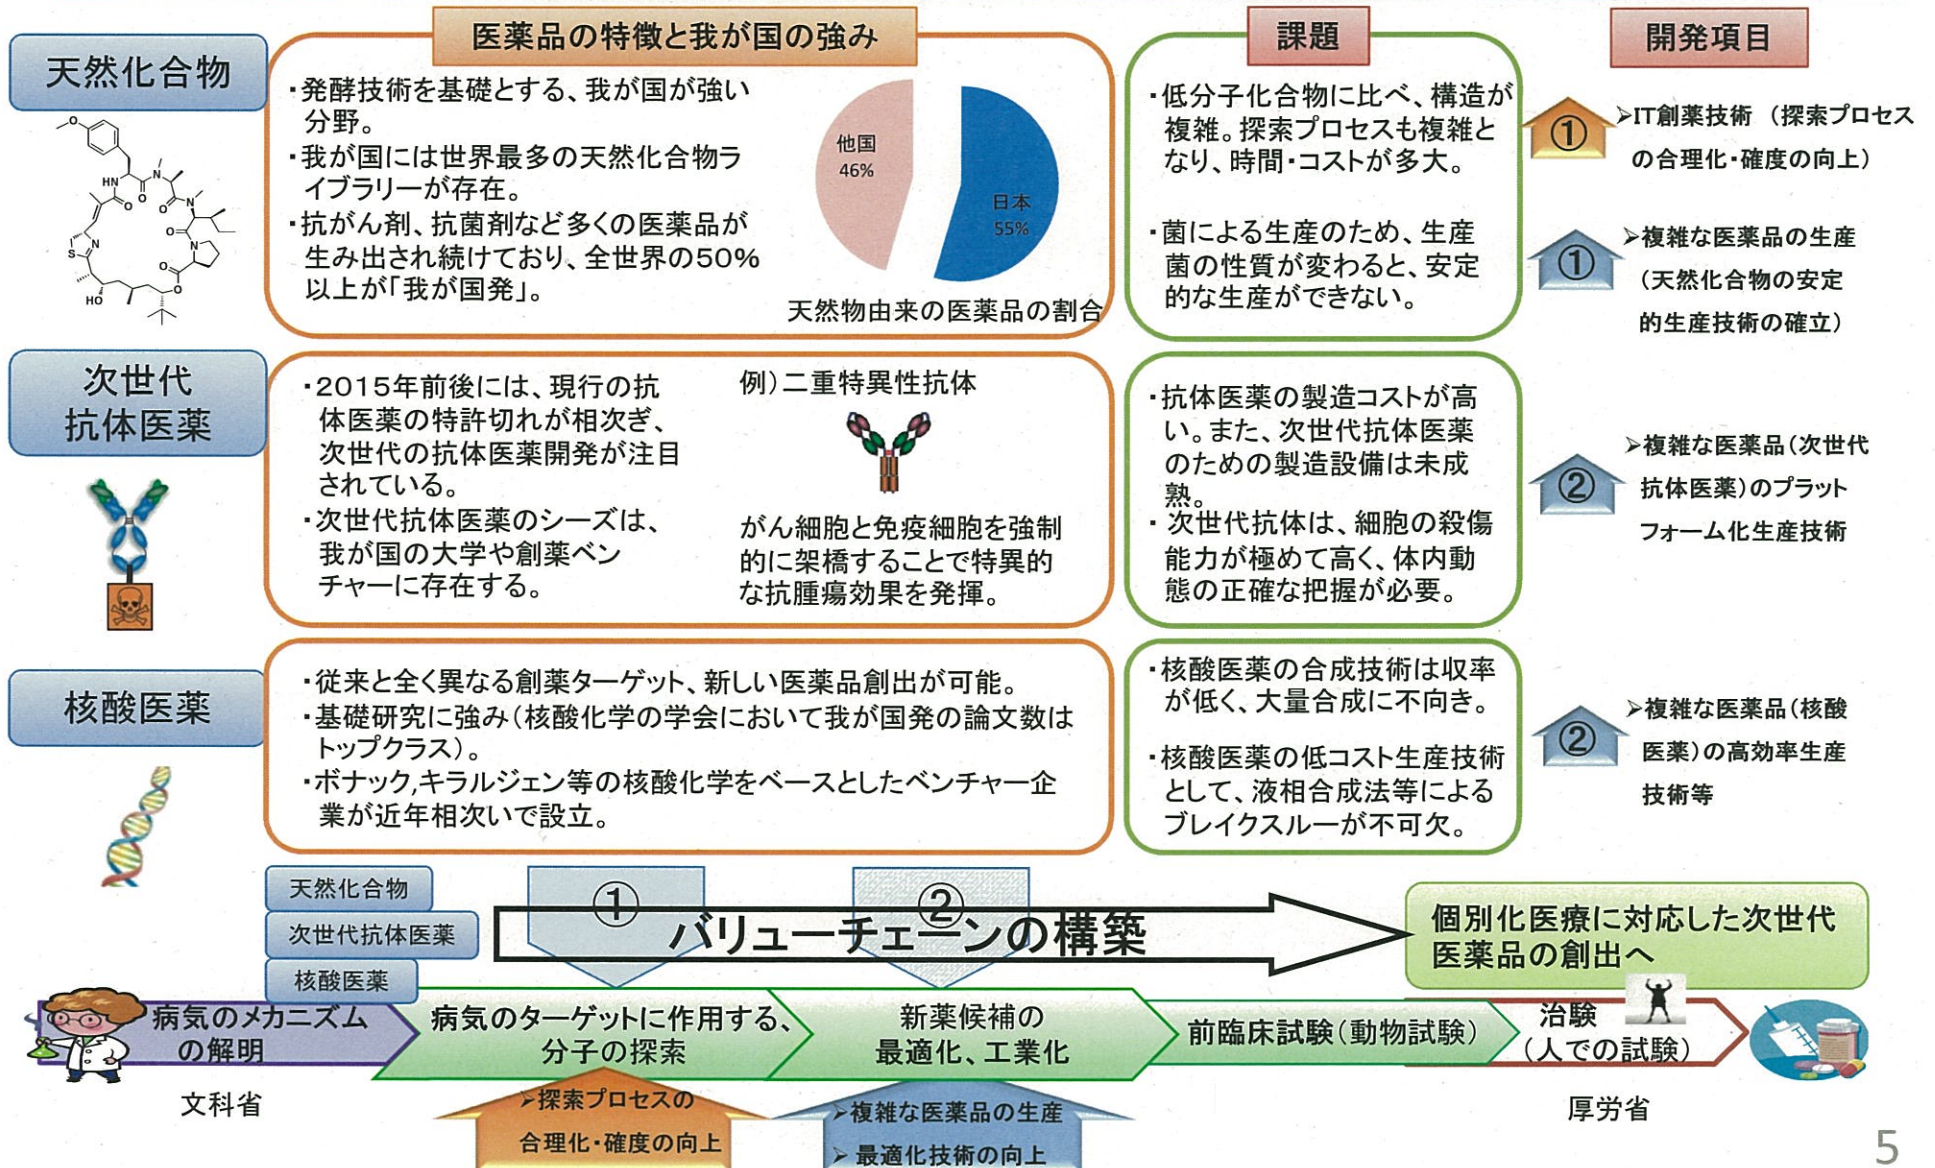 医薬品の特徴と我が国の強み
課題
開発項目
天然化合物
・発酵技術を基礎とする、我が国が強い
分野。
・我が国には世界最多の天然化合物ラ
イブラリーが存在。
・抗がん剤、抗菌剤など多くの医薬品が
生み出され続けており、全世界の50%
以上が「我が国発」。
他国
46%
日本
55%
天然物由来の医薬品の割合
・低分子化合物に比べ、構造が
複雑。探索プロセスも複雑と
なり、時間・コストが多大。
・菌による生産のため、生産
菌の性質が変わると、安定
的な生産ができない。
①
➢IT創薬技術 （探索プロセス
の合理化・確度の向上）
①
➢複雑な医薬品の生産
（天然化合物の安定
的生産技術の確立）
O
HN
O
O
N
N
O
O
N
O
N
S
N
O
O
HO
次世代
抗体医薬
・2015年前後には、現行の抗
体医薬の特許切れが相次ぎ、
次世代の抗体医薬開発が注目
されている。
・次世代抗体医薬のシーズは、
我が国の大学や創薬ベン
チャーに存在する。
例）二重特異性抗体
がん細胞と免疫細胞を強制
的に架橋することで特異的
な抗腫瘍効果を発揮。
・抗体医薬の製造コストが高
い。また、次世代抗体医薬
のための製造設備は未成
熟。
・次世代抗体は、細胞の殺傷
能力が極めて高く、体内動
態の正確な把握が必要。
②
➢複雑な医薬品（次世代
抗体医薬）のプラット
フォーム化生産技術
核酸医薬
・従来と全く異なる創薬ターゲット、新しい医薬品創出が可能。
・基礎研究に強み（核酸化学の学会において我が国発の論文数は
トップクラス）。
・ボナック,キラルジェン等の核酸化学をベースとしたベンチャー企
業が近年相次いで設立。
・核酸医薬の合成技術は収率
が低く、大量合成に不向き。
・核酸医薬の低コスト生産技術
として、液相合成法等による
ブレイクスルーが不可欠。
②
➢複雑な医薬品（核酸
医薬）の高効率生産
技術等
天然化合物
次世代抗体医薬
核酸医薬
①
②
バリューチェーンの構築
個別化医療に対応した次世代
医薬品の創出へ
病気のメカニズム
の解明
病気のターゲットに作用する、
分子の探索
新薬候補の
最適化、工業化
前臨床試験（動物試験）
治験
（人での試験）
文科省
➢探索プロセスの
合理化・確度の向上
➢複雑な医薬品の生産
➢ 最適化技術の向上
厚労省
5